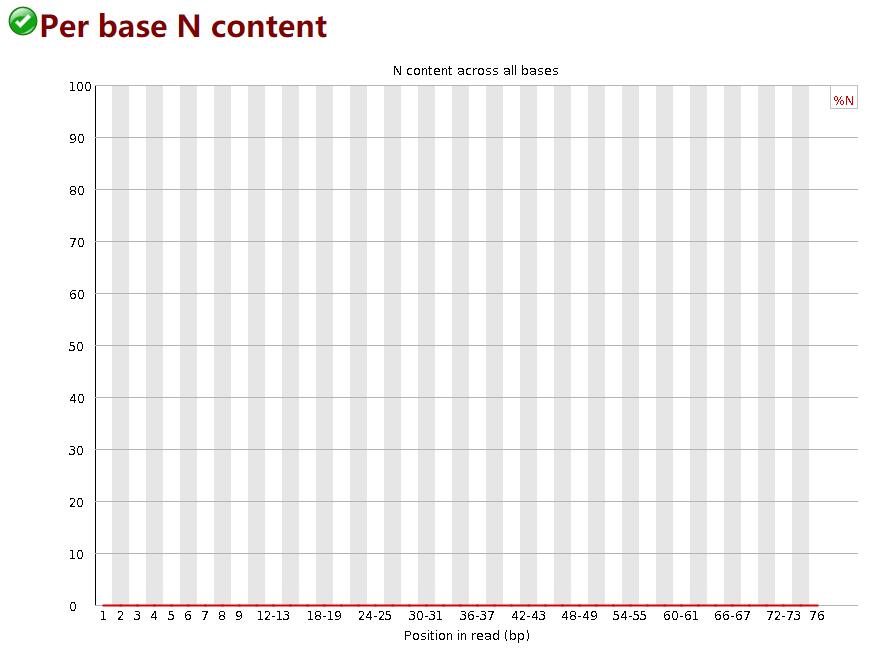 Per base N content
N content across all bases
%N
100
90
80
70
60
50
40
30
20
10
0
1 2 3 4 5 6 7 8 9 12-13 18-19 24-25 30-31 36-37 42-43 48-49 54-55 60-61 66-67 72-73 76
Position in read (bp)